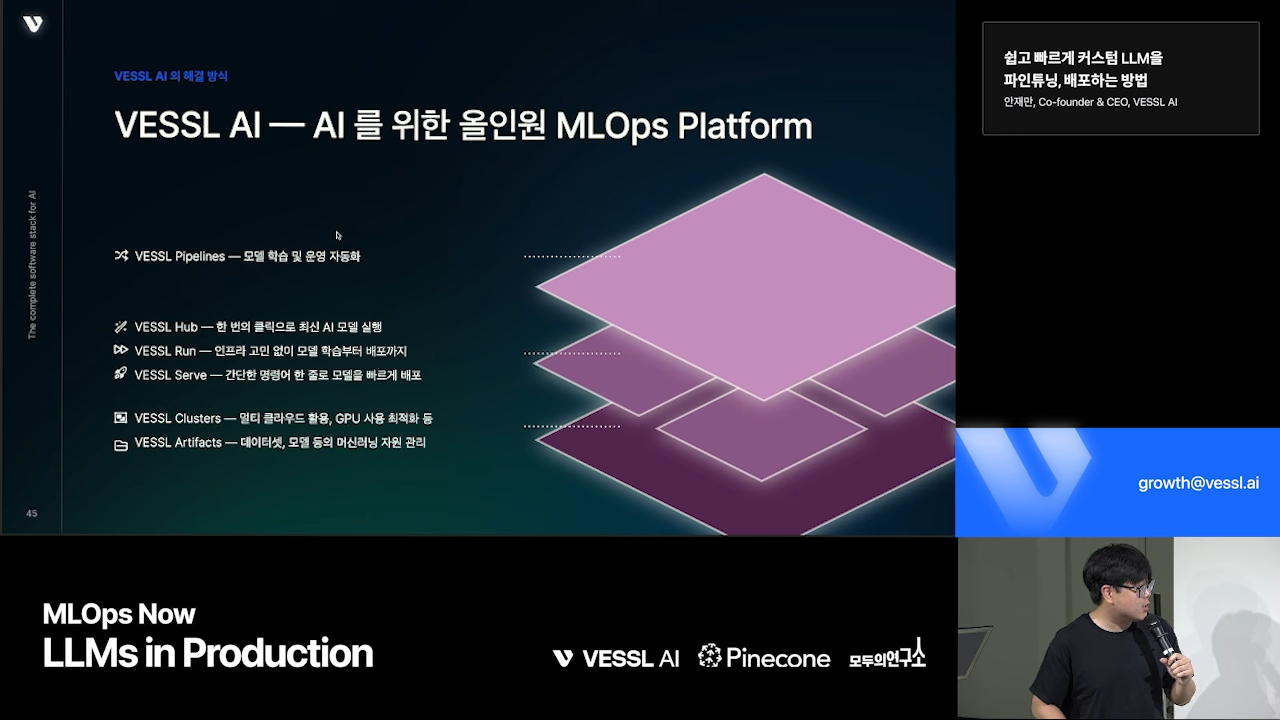 VESSL AI 의 해결 방식
VESSL AI — AI 를 위한 올인원 MLOps Platform
The complete software stack for AI
VESSL Pipelines — 모델 학습 및 운영 자동화
VESSL Hub — 한 번의 클릭으로 최신 AI 모델 실행
VESSL Run — 인프라 고민 없이 모델 학습부터 배포까지
VESSL Serve — 간단한 명령어 한 줄로 모델을 빠르게 배포
VESSL Clusters — 멀티 클라우드 활용, GPU 사용 최적화 등
VESSL Artifacts — 데이터셋, 모델 등의 머신러닝 자원 관리
45
쉽고 빠르게 커스텀 LLM을
파인튜닝, 배포하는 방법
안재만, Co-founder & CEO, VESSL AI
growth@vessl.ai
MLOps Now
LLMs in Production
VESSL AI
Pinecone
모두의연구소